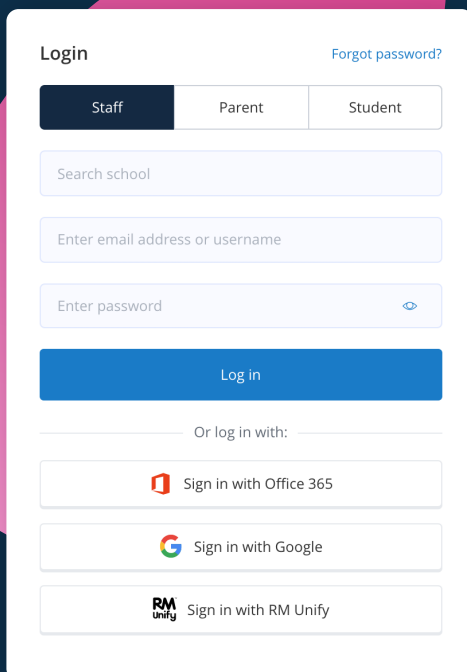 Login
Forgot password?
Staff
Parent
Student
Search school
Enter email address or username
Enter password
Log in
Or log in with:
Sign in with Office 365
Sign in with Google
RM
Unify
Sign in with RM Unify